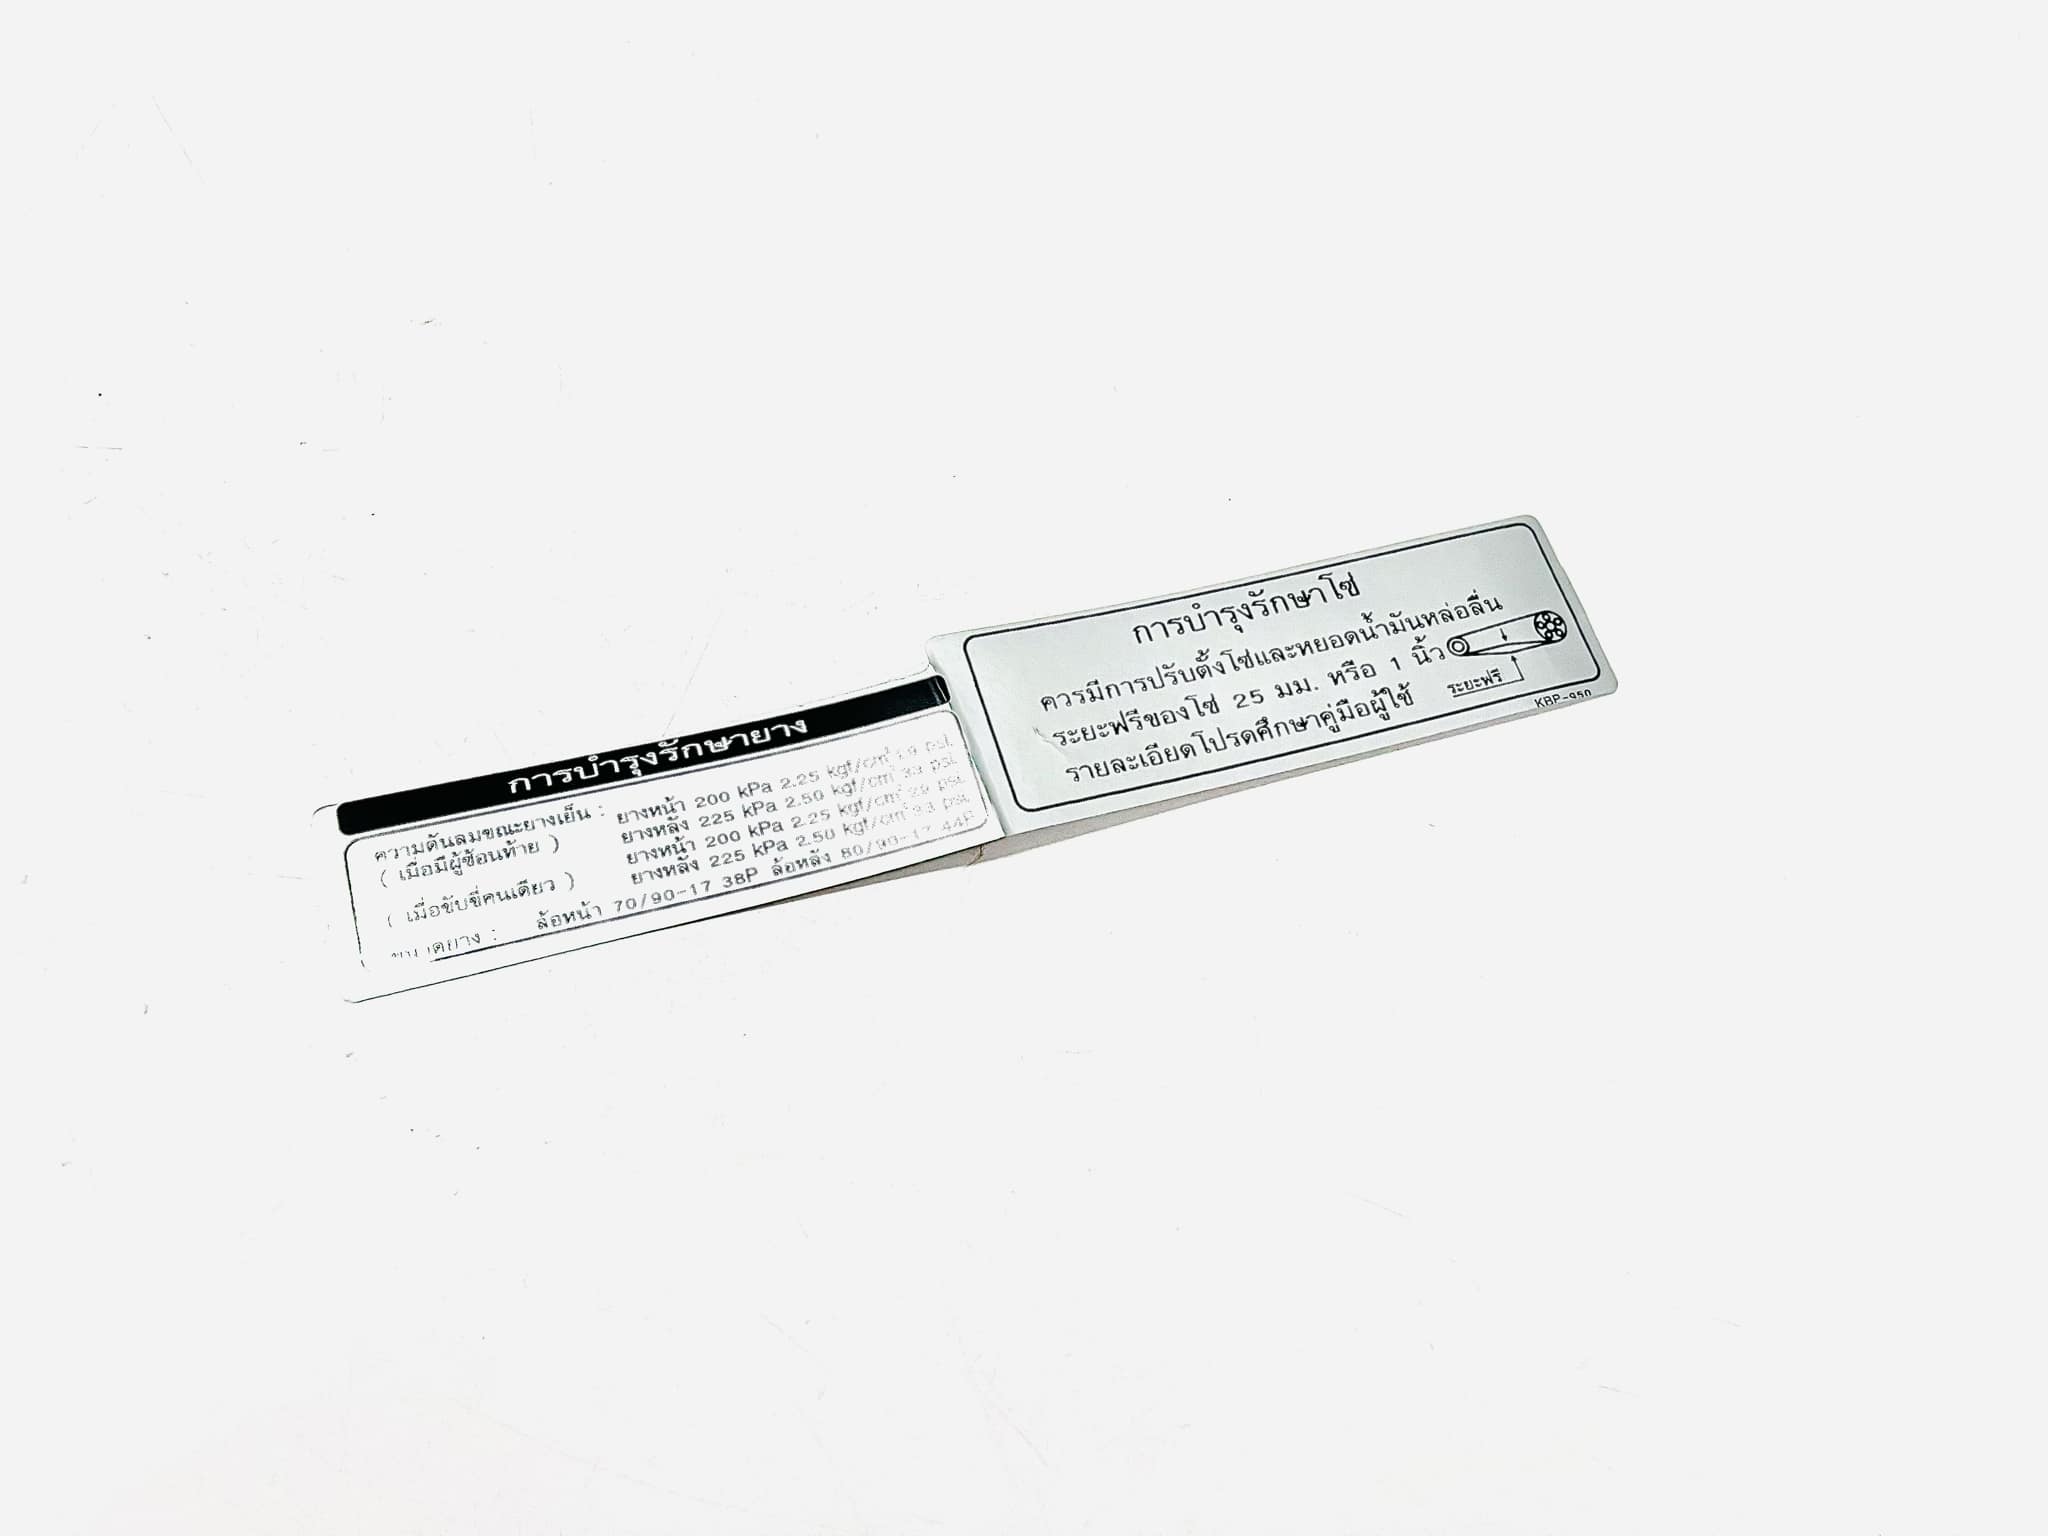 การบำรุงรักษายาง
ความดันลมขณะยางเย็น : ยางหน้า 200 kPa 2.25 kgf/cm² 29 psi.
( เมื่อมีผู้ซ้อนท้าย ) ยางหลัง 225 kPa 2.50 kgf/cm² 33 psi.
ยางหน้า 200 kPa 2.25 kgf/cm² 29 psi.
( เมื่อขับขี่คนเดียว ) ยางหลัง 225 kPa 2.50 kgf/cm² 33 psi.
ขนาดยาง : ล้อหน้า 70/90-17 38P ล้อหลัง 80/90-17 44P
การบำรุงรักษาโซ่
ควรมีการปรับตั้งโซ่และหยอดน้ำมันหล่อลื่น
ระยะฟรีของโซ่ 25 มม. หรือ 1 นิ้ว
รายละเอียดโปรดศึกษาคู่มือผู้ใช้
ระยะฟรี
KBP-950